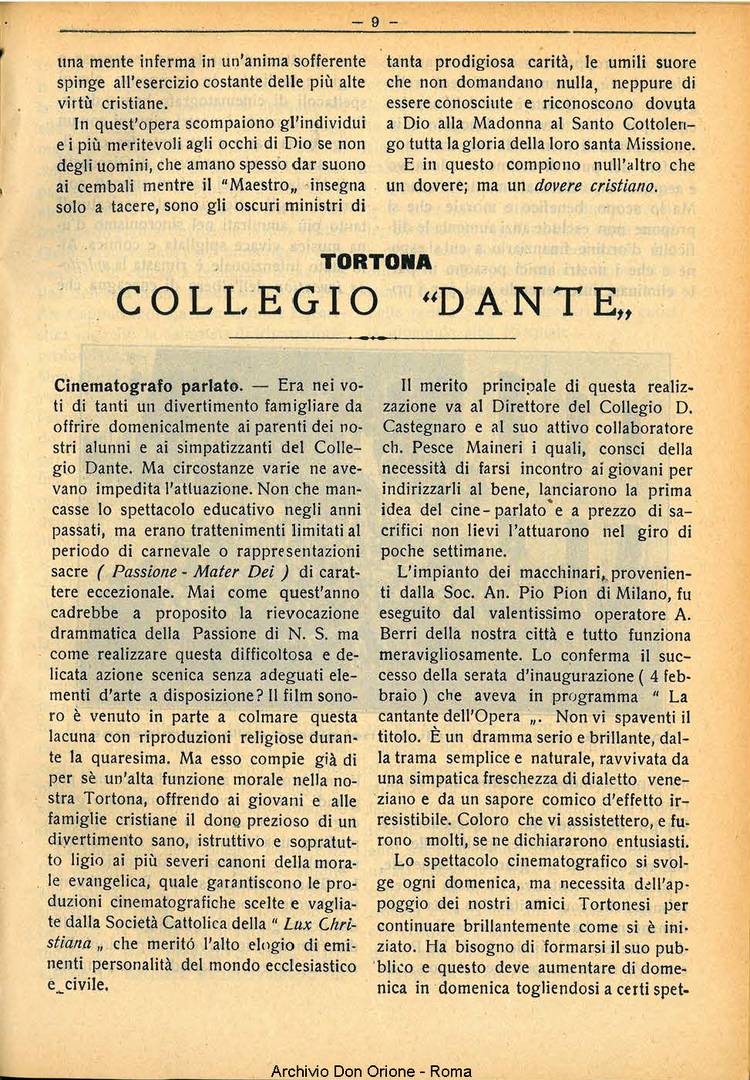 — 9 —
una mente inferma in un'anima sofferente
spinge all'esercizio costante delle più alte
virtù cristiane.
In quest'opera scompaiono gl'individui
e i più meritevoli agli occhi di Dio se non
degli uomini, che amano spesso dar suono
ai cembali mentre il "Maestro„ insegna
solo a tacere, sono gli oscuri ministri di
tanta prodigiosa carità, le umili suore
che non domandano nulla, neppure di
essere conosciute e riconoscono dovuta
a Dio alla Madonna al Santo Cottolen-
go tutta la gloria della loro santa Missione.
E in questo compiono null'altro che
un dovere; ma un dovere cristiano.
TORTONA
COLLEGIO "DANTE„
Cinematografo parlato. — Era nei vo-
ti di tanti un divertimento famigliare da
offrire domenicalmente ai parenti dei no-
stri alunni e ai simpatizzanti del Colle-
gio Dante. Ma circostanze varie ne ave-
vano impedita l'attuazione. Non che man-
casse lo spettacolo educativo negli anni
passati, ma erano trattenimenti limitati al
periodo di carnevale o rappresentazioni
sacre ( Passione - Mater Dei ) di carat-
tere eccezionale. Mai come quest'anno
cadrebbe a proposito la rievocazione
drammatica della Passione di N. S. ma
come realizzare questa difficoltosa e de-
licata azione scenica senza adeguati ele-
menti d'arte a disposizione? Il film sono-
ro è venuto in parte a colmare questa
lacuna con riproduzioni religiose duran-
te la quaresima. Ma esso compie già di
per sè un'alta funzione morale nella no-
stra Tortona, offrendo ai giovani e alle
famiglie cristiane il dono prezioso di un
divertimento sano, istruttivo e sopratut-
to ligio ai più severi canoni della mora-
le evangelica, quale garantiscono le pro-
duzioni cinematografiche scelte e vaglia-
te dalla Società Cattolica della " Lux Chri-
stiana „ che meritó l'alto elogio di emi-
nenti personalità del mondo ecclesiastico
e civile.
Il merito principale di questa realiz-
zazione va al Direttore del Collegio D.
Castegnaro e al suo attivo collaboratore
ch. Pesce Maineri i quali, consci della
necessità di farsi incontro ai giovani per
indirizzarli al bene, lanciarono la prima
idea del cine-parlato e a prezzo di sa-
crifici non lievi l'attuarono nel giro di
poche settimane.
L'impianto dei macchinari, provenien-
ti dalla Soc. An. Pio Pion di Milano, fu
eseguito dal valentissimo operatore A.
Berri della nostra città e tutto funziona
meravigliosamente. Lo conferma il suc-
cesso della serata d'inaugurazione ( 4 feb-
braio ) che aveva in programma " La
cantante dell'Opera „. Non vi spaventi il
titolo. È un dramma serio e brillante, dal-
la trama semplice e naturale, ravvivata da
una simpatica freschezza di dialetto vene-
ziano e da un sapore comico d'effetto ir-
resistibile. Coloro che vi assistettero, e fu-
rono molti, se ne dichiararono entusiasti.
Lo spettacolo cinematografico si svol-
ge ogni domenica, ma necessita dell'ap-
poggio dei nostri amici Tortonesi per
continuare brillantemente come si è ini-
ziato. Ha bisogno di formarsi il suo pub-
blico e questo deve aumentare di dome-
nica in domenica togliendosi a certi spet-
Archivio Don Orione - Roma